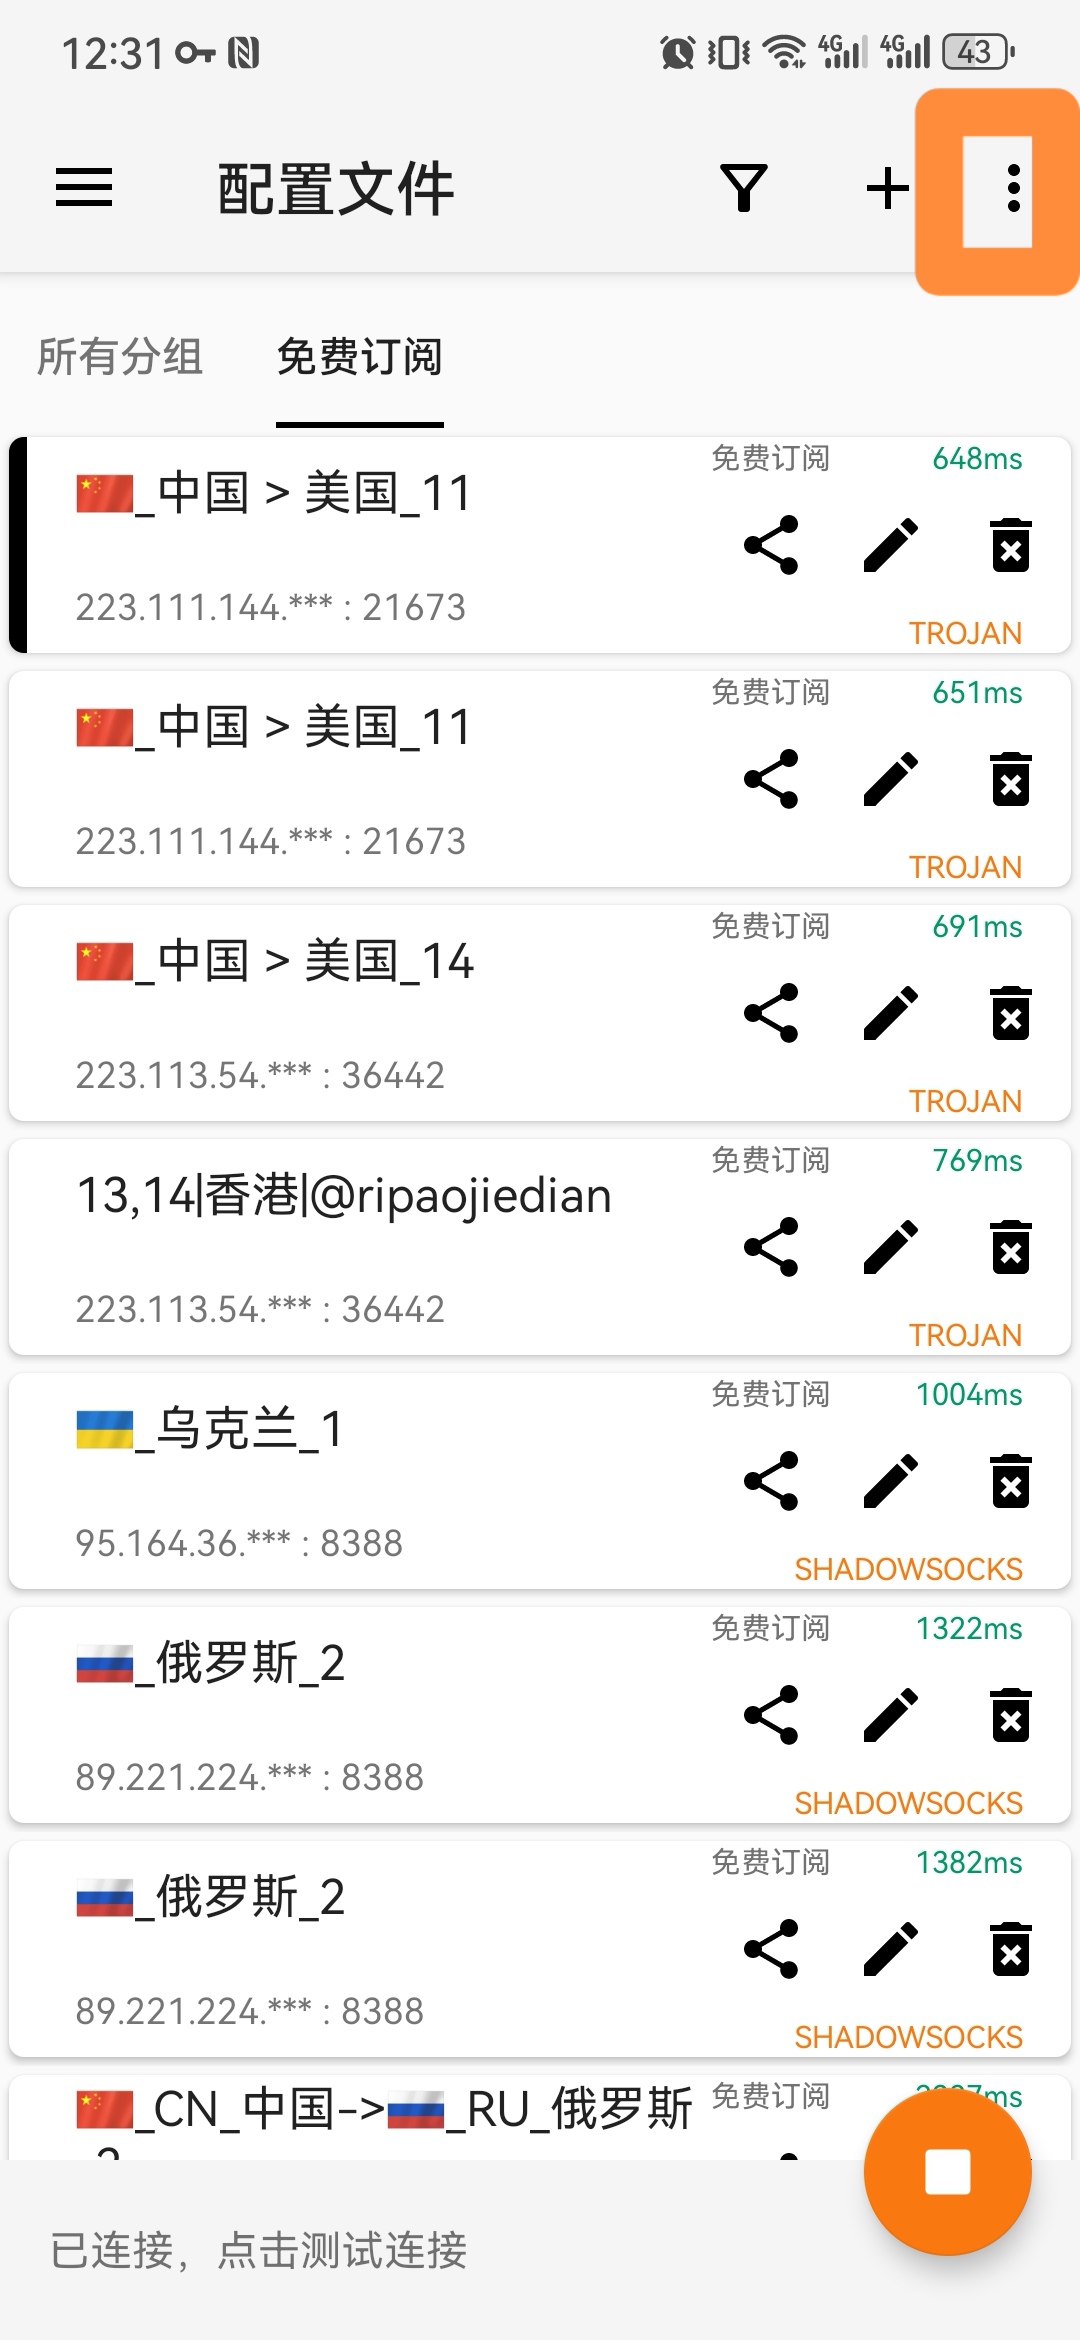 12:31 4G 4G 43
配置文件
所有分组 免费订阅
免费订阅 648ms
_中国 > 美国_11
223.111.144.*** : 21673
TROJAN
免费订阅 651ms
_中国 > 美国_11
223.111.144.*** : 21673
TROJAN
免费订阅 691ms
_中国 > 美国_14
223.113.54.*** : 36442
TROJAN
免费订阅 769ms
13,14|香港|@ripaojiedian
223.113.54.*** : 36442
TROJAN
免费订阅 1004ms
_乌克兰_1
95.164.36.*** : 8388
SHADOWSOCKS
免费订阅 1322ms
_俄罗斯_2
89.221.224.*** : 8388
SHADOWSOCKS
免费订阅 1382ms
_俄罗斯_2
89.221.224.*** : 8388
SHADOWSOCKS
_CN_中国->_RU_俄罗斯 免费订阅
已连接，点击测试连接